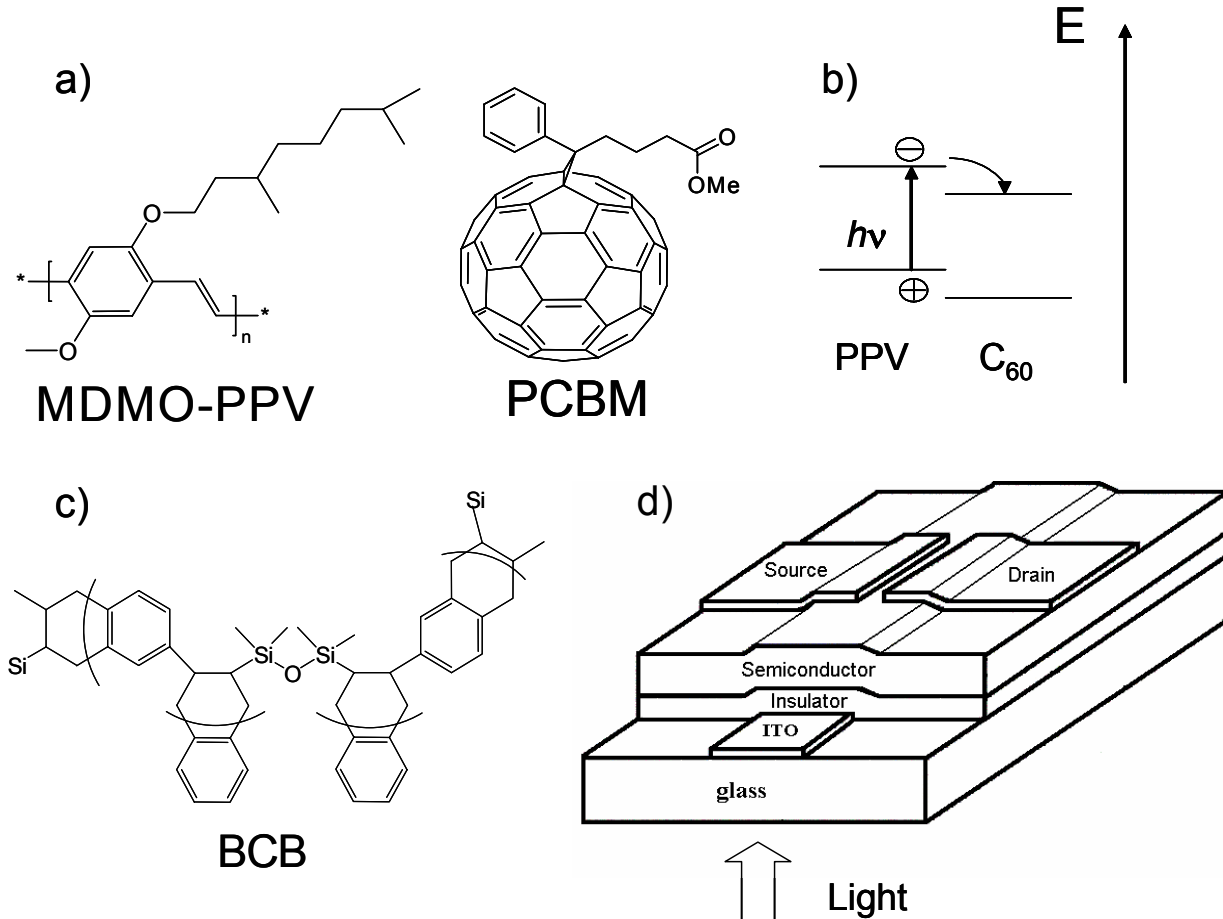 a)
O
O
*
[
]
n
*
MDMO-PPV
O
OMe
PCBM
b)
E
hν
⊖
⊕
PPV
C₆₀
c)
Si
Si
Si
O
Si
BCB
d)
Source
Drain
Semiconductor
Insulator
ITO
glass
Light